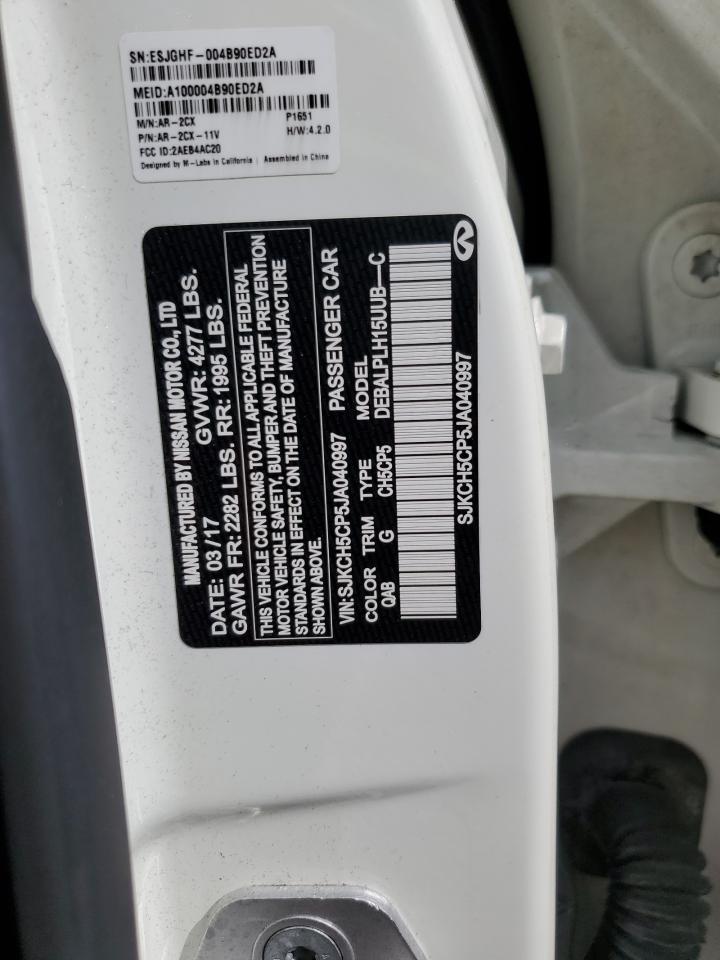 SN:ESJGHF-004B90ED2A
MEID:A100004B90ED2A
M/N:AR-2CX P1651
P/N:AR-2CX-11V H/W:4.2.0
FCC ID:2AEB4AC20
Designed by M-Labs in California | Assembled in China
MANUFACTURED BY NISSAN MOTOR CO., LTD
DATE: 03/17 GVWR: 4277 LBS.
GAWR FR: 2282 LBS. RR: 1995 LBS.
THIS VEHICLE CONFORMS TO ALL APPLICABLE FEDERAL
MOTOR VEHICLE SAFETY, BUMPER AND THEFT PREVENTION
STANDARDS IN EFFECT ON THE DATE OF MANUFACTURE
SHOWN ABOVE.
VIN:SJKCH5CP5JA040997 PASSENGER CAR
COLOR TRIM TYPE MODEL
QAB G CH5CP5 DEBALPLH15UUB--C
SJKCH5CP5JA040997